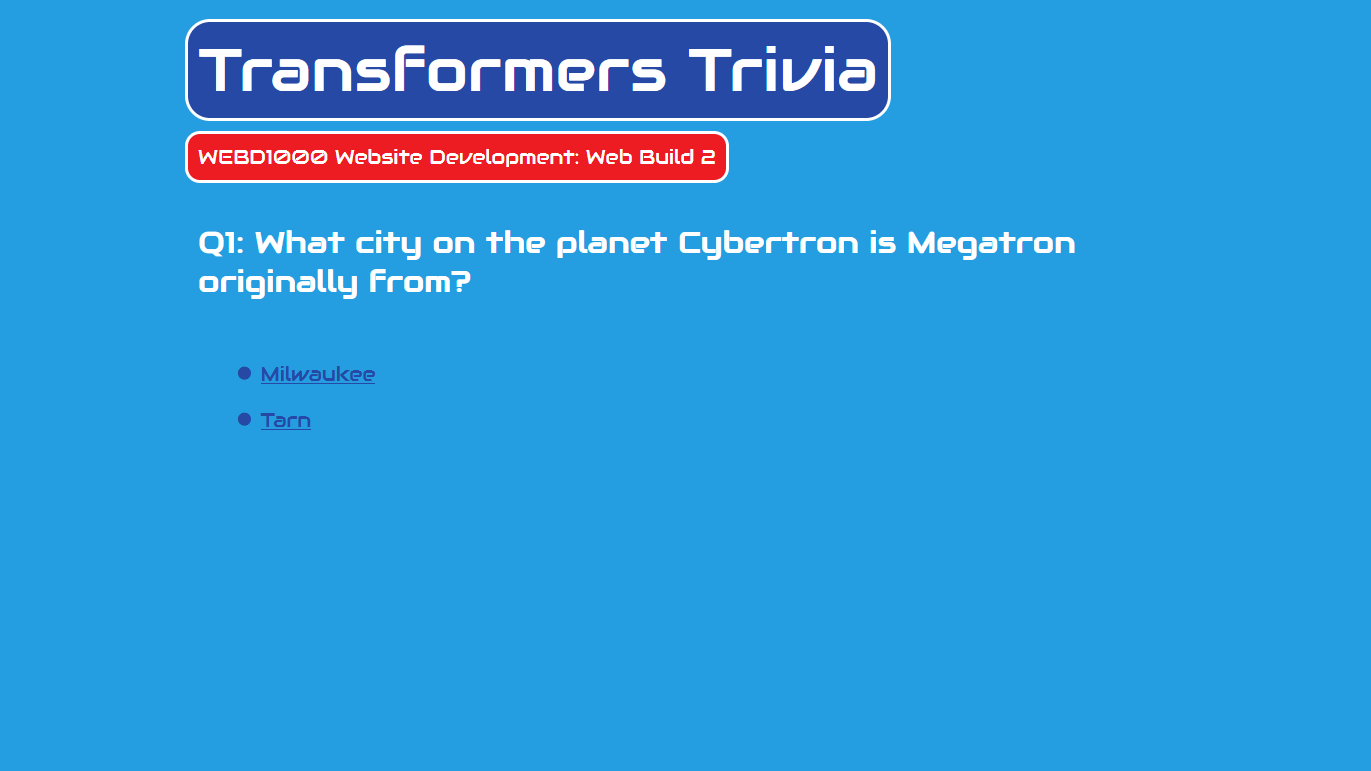 Transformers Trivia
WEBD1000 Website Development: Web Build 2
Q1: What city on the planet Cybertron is Megatron
originally from?
Milwaukee
Tarn